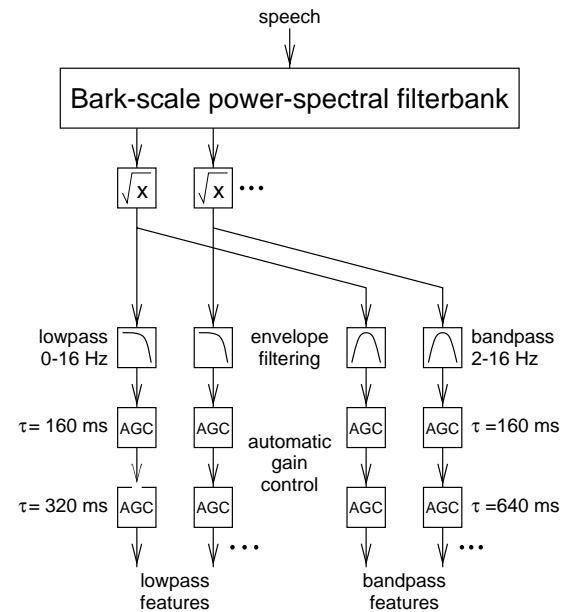 speech
Bark-scale power-spectral filterbank
√x √x •••
lowpass
0-16 Hz
envelope
filtering
bandpass
2-16 Hz
τ= 160 ms AGC AGC AGC AGC τ =160 ms
automatic
gain
control
τ= 320 ms AGC AGC AGC AGC τ =640 ms
••• •••
lowpass
features
bandpass
features